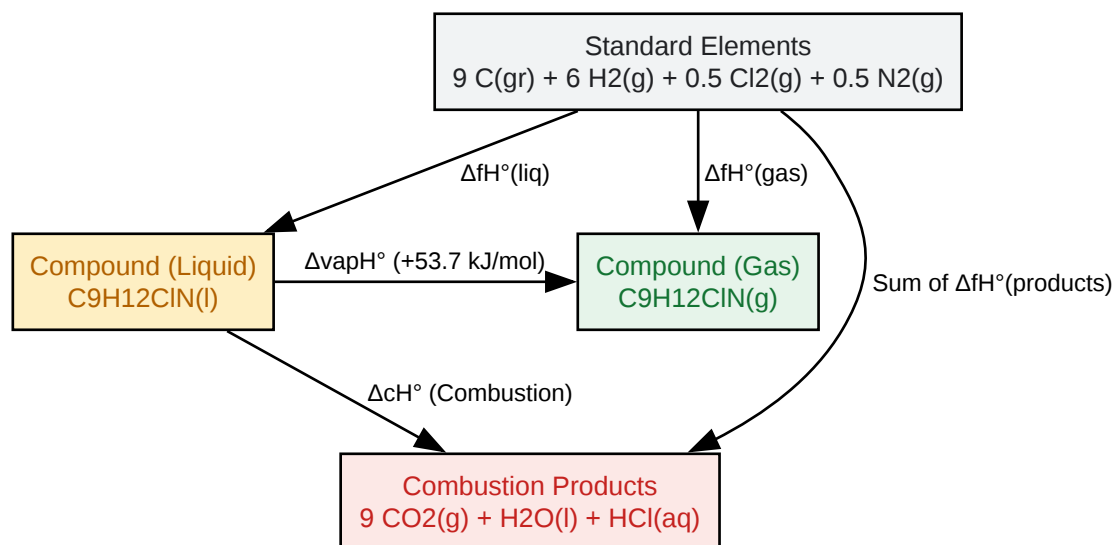 Standard Elements
9 C(gr) + 6 H2(g) + 0.5 Cl2(g) + 0.5 N2(g)
ΔfH°(liq)
ΔfH°(gas)
Compound (Liquid)
C9H12ClN(l)
ΔvapH° (+53.7 kJ/mol)
Compound (Gas)
C9H12ClN(g)
Sum of ΔfH°(products)
ΔcH° (Combustion)
Combustion Products
9 CO2(g) + H2O(l) + HCl(aq)